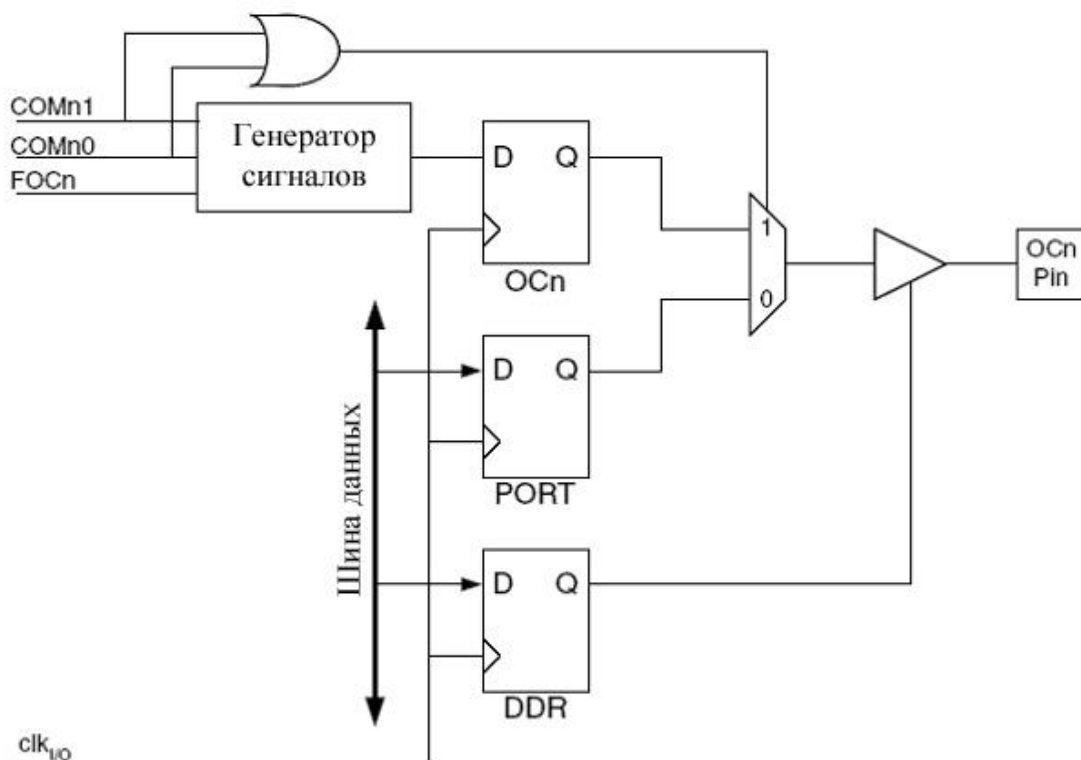 COMn1
COMn0
FOCn
Генератор
сигналов
D Q
OCn
1
0
OCn
Pin
D Q
PORT
Шина данных
D Q
DDR
clkI/O